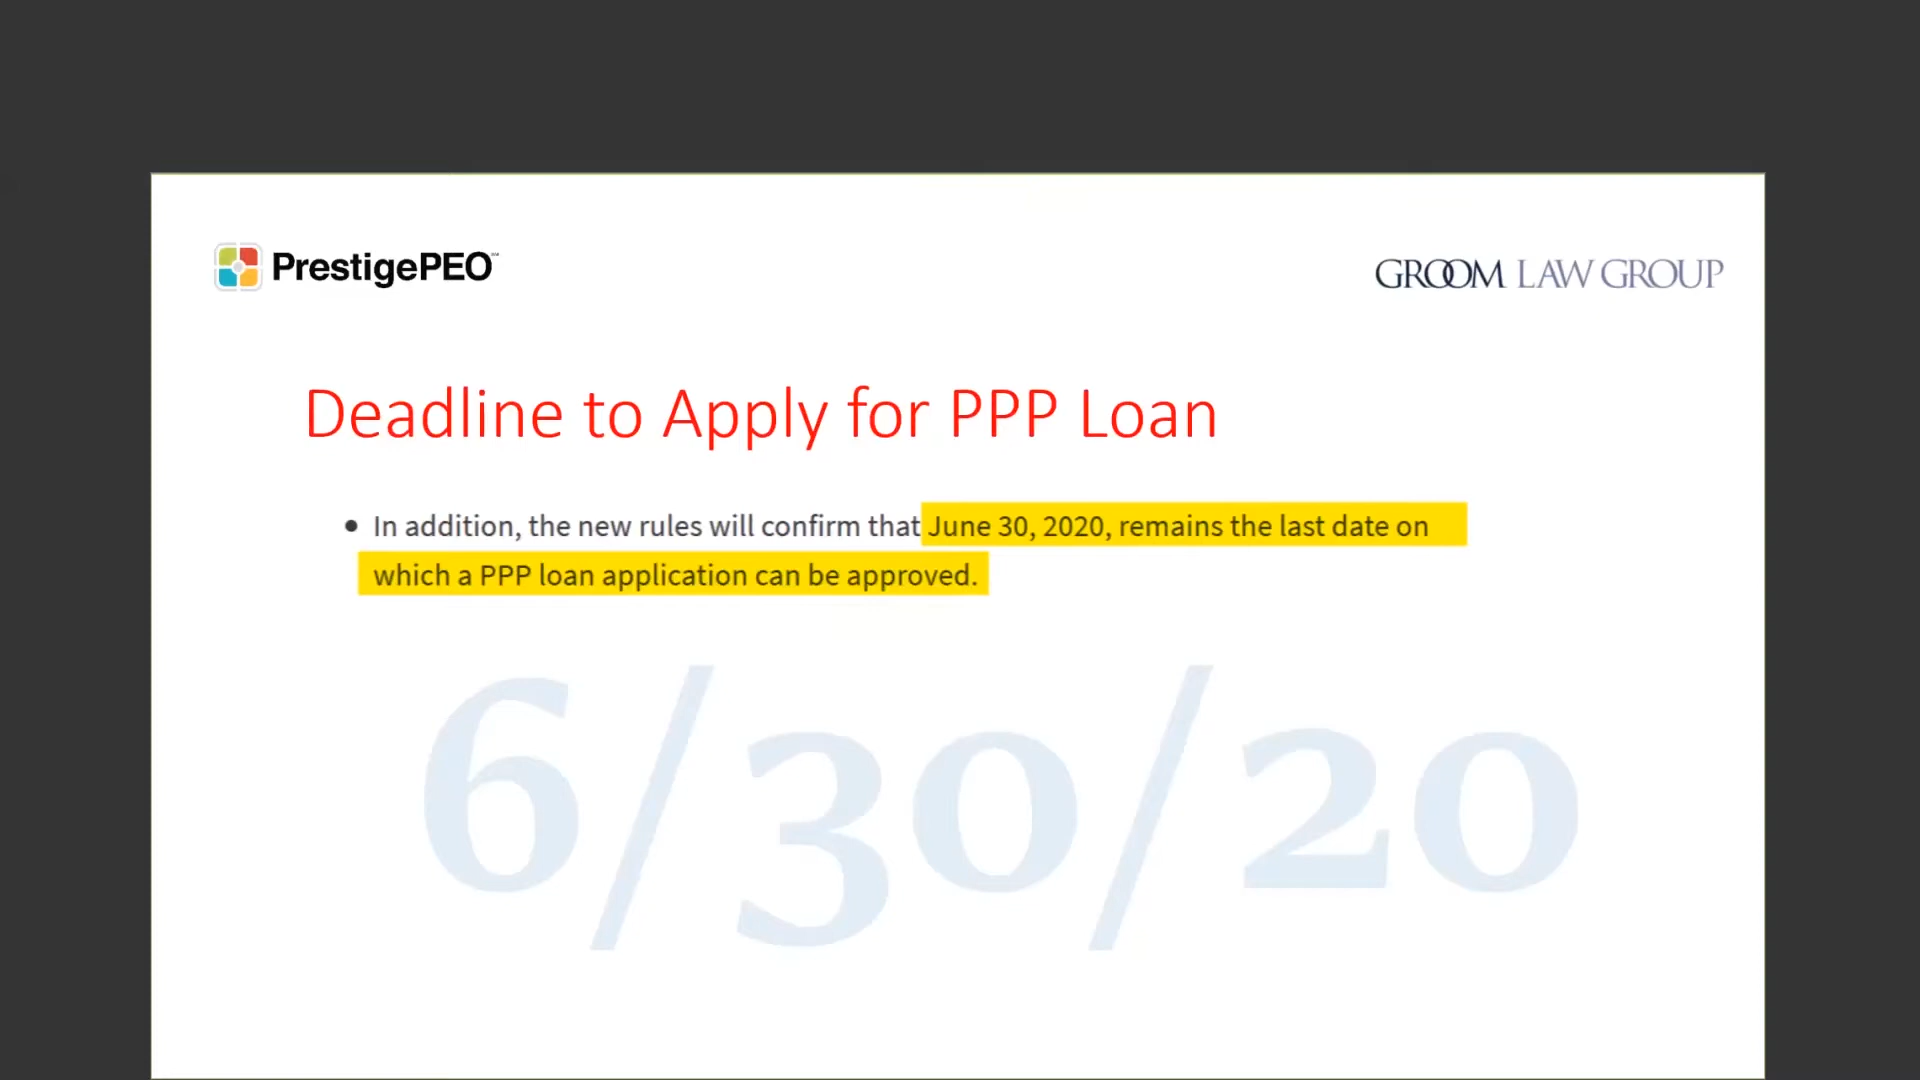 PrestigePEO℠
GROOM LAW GROUP
Deadline to Apply for PPP Loan
• In addition, the new rules will confirm that June 30, 2020, remains the last date on
which a PPP loan application can be approved.
6/30/20